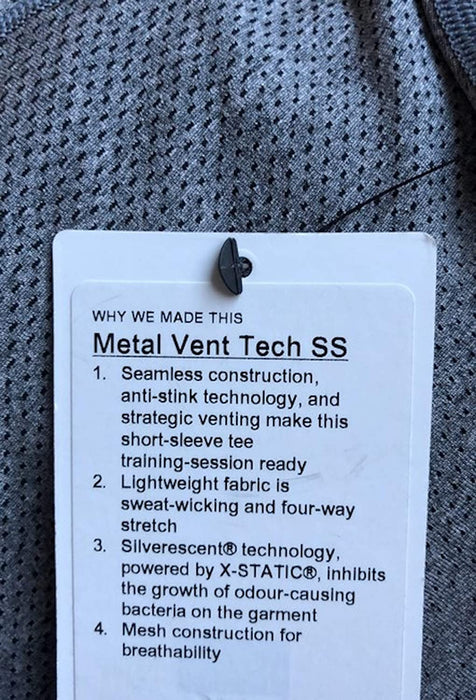 WHY WE MADE THIS
Metal Vent Tech SS
1. Seamless construction,
anti-stink technology, and
strategic venting make this
short-sleeve tee
training-session ready
2. Lightweight fabric is
sweat-wicking and four-way
stretch
3. Silverescent® technology,
powered by X-STATIC®, inhibits
the growth of odour-causing
bacteria on the garment
4. Mesh construction for
breathability